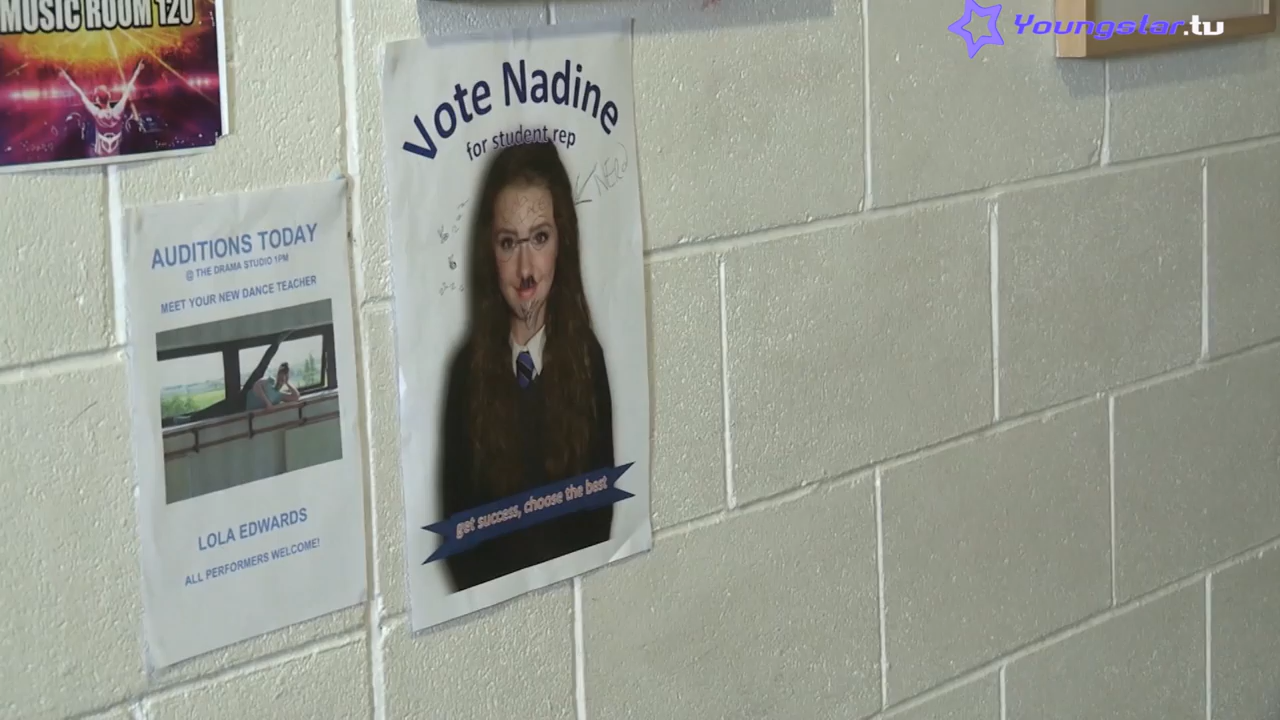 MUSIC ROOM 120
Youngstar.tv
Vote Nadine
for student rep
NERD
AUDITIONS TODAY
@ THE DRAMA STUDIO 1PM
MEET YOUR NEW DANCE TEACHER
LOLA EDWARDS
ALL PERFORMERS WELCOME!
get success, choose the best